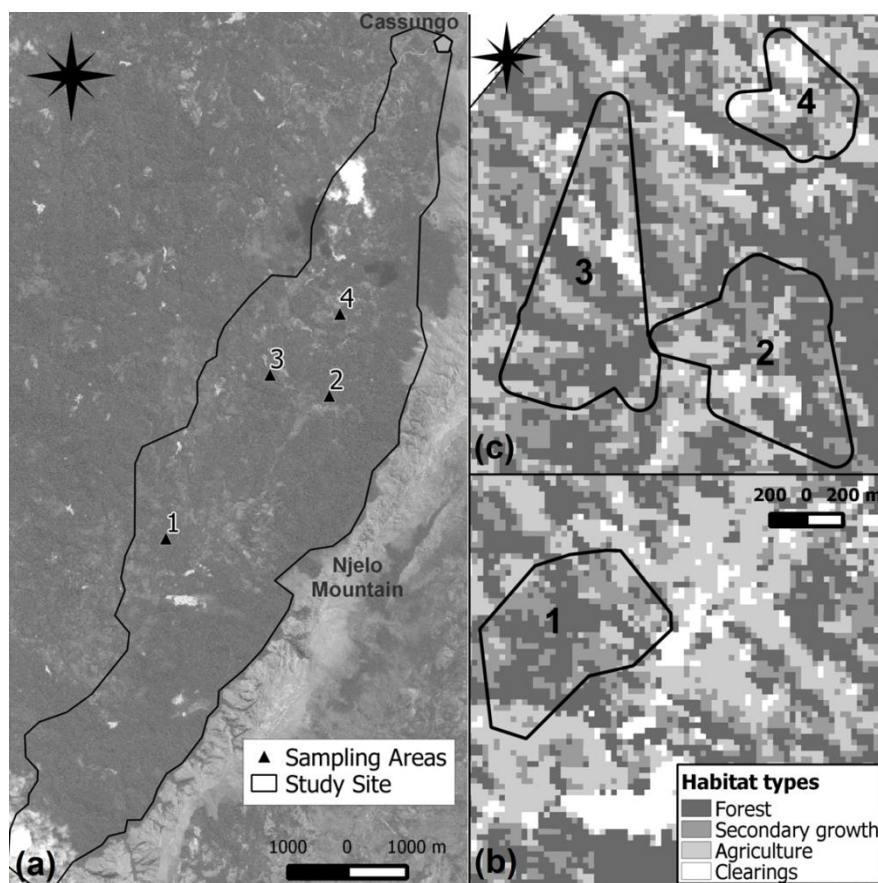 Cassungo
4
3
2
1
Njelo
Mountain
Sampling Areas
Study Site
1000 0 1000 m
(a)
4
3
2
(c)
200 0 200 m
1
Habitat types
Forest
Secondary growth
Agriculture
Clearings
(b)